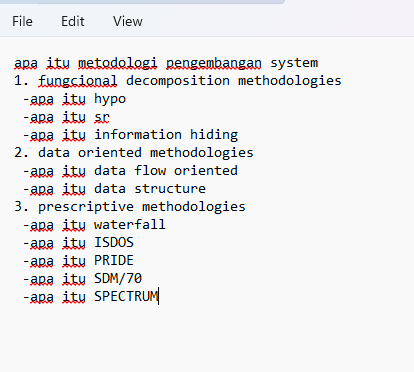 File Edit View
apa itu metodologi pengembangan system
1. fungcional decomposition methodologies
-apa itu hypo
-apa itu sr
-apa itu information hiding
2. data oriented methodologies
-apa itu data flow oriented
-apa itu data structure
3. prescriptive methodologies
-apa itu waterfall
-apa itu ISDOS
-apa itu PRIDE
-apa itu SDM/70
-apa itu SPECTRUM